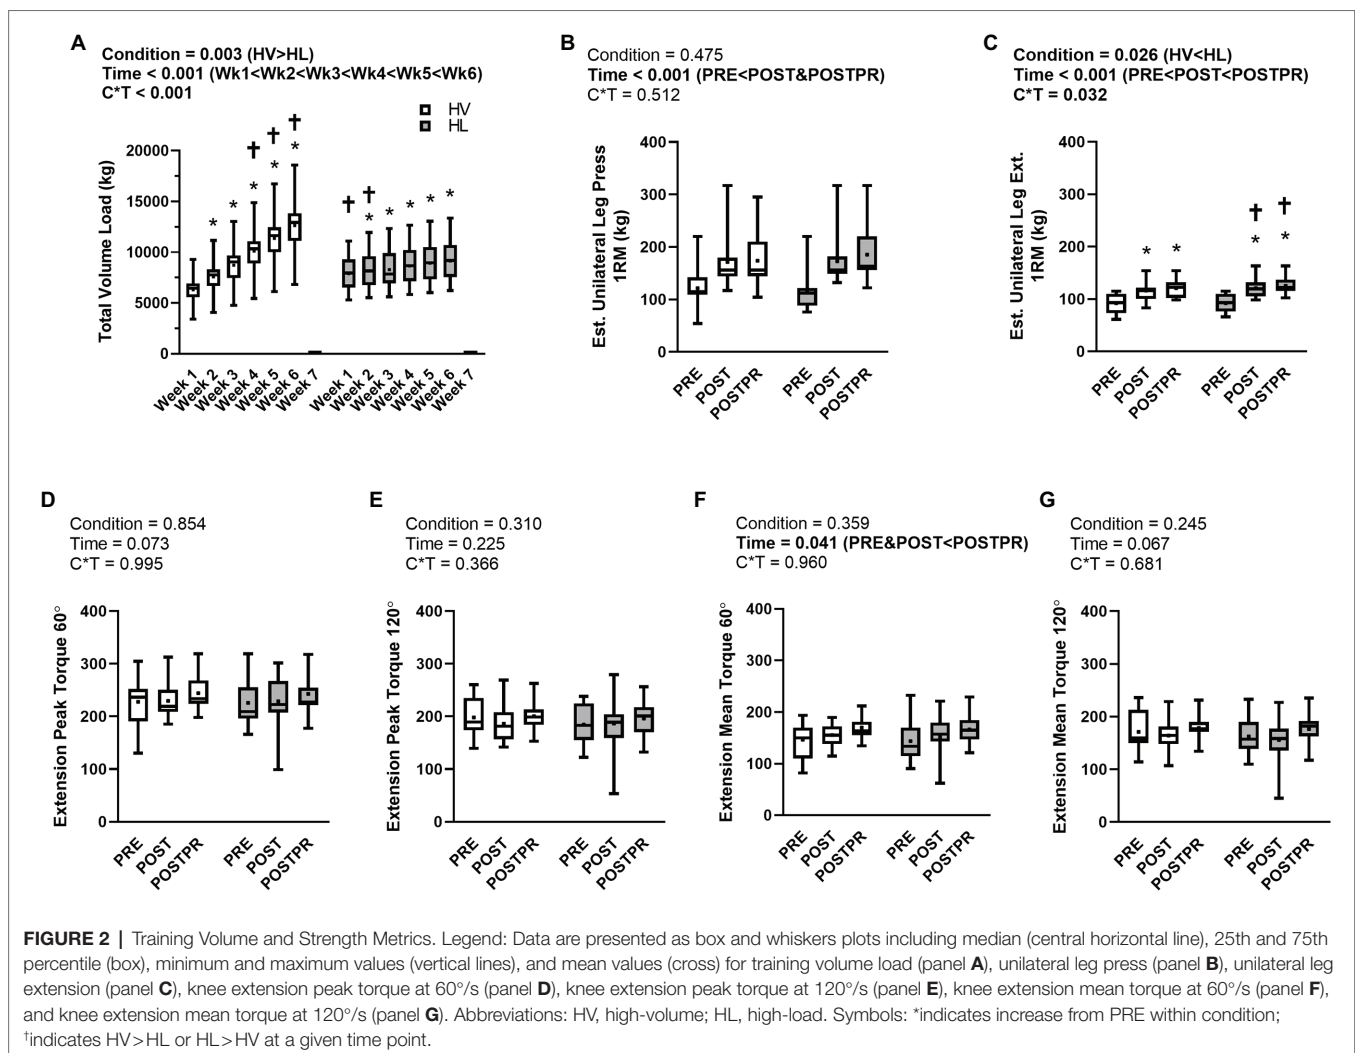 A
Condition = 0.003 (HV>HL)
Time < 0.001 (Wk1<Wk2<Wk3<Wk4<Wk5<Wk6)
C*T < 0.001
HV
HL
Total Volume Load (kg)
20000
15000
10000
5000
0
† † † †
* * * * *
† †
* * * * *
Week 1 Week 2 Week 3 Week 4 Week 5 Week 6 Week 7 Week 1 Week 2 Week 3 Week 4 Week 5 Week 6 Week 7
B
Condition = 0.475
Time < 0.001 (PRE<POST&POSTPR)
C*T = 0.512
Est. Unilateral Leg Press
1RM (kg)
400
300
200
100
0
PRE POST POSTPR PRE POST POSTPR
C
Condition = 0.026 (HV<HL)
Time < 0.001 (PRE<POST<POSTPR)
C*T = 0.032
Est. Unilateral Leg Ext.
1RM (kg)
400
300
200
100
0
† †
* * * *
PRE POST POSTPR PRE POST POSTPR
D
Condition = 0.854
Time = 0.073
C*T = 0.995
Extension Peak Torque 60°
400
300
200
100
0
PRE POST POSTPR PRE POST POSTPR
E
Condition = 0.310
Time = 0.225
C*T = 0.366
Extension Peak Torque 120°
400
300
200
100
0
PRE POST POSTPR PRE POST POSTPR
F
Condition = 0.359
Time = 0.041 (PRE&POST<POSTPR)
C*T = 0.960
Extension Mean Torque 60°
400
300
200
100
0
PRE POST POSTPR PRE POST POSTPR
G
Condition = 0.245
Time = 0.067
C*T = 0.681
Extension Mean Torque 120°
400
300
200
100
0
PRE POST POSTPR PRE POST POSTPR
FIGURE 2 | Training Volume and Strength Metrics. Legend: Data are presented as box and whiskers plots including median (central horizontal line), 25th and 75th
percentile (box), minimum and maximum values (vertical lines), and mean values (cross) for training volume load (panel A), unilateral leg press (panel B), unilateral leg
extension (panel C), knee extension peak torque at 60°/s (panel D), knee extension peak torque at 120°/s (panel E), knee extension mean torque at 60°/s (panel F),
and knee extension mean torque at 120°/s (panel G). Abbreviations: HV, high-volume; HL, high-load. Symbols: *indicates increase from PRE within condition;
†indicates HV>HL or HL>HV at a given time point.